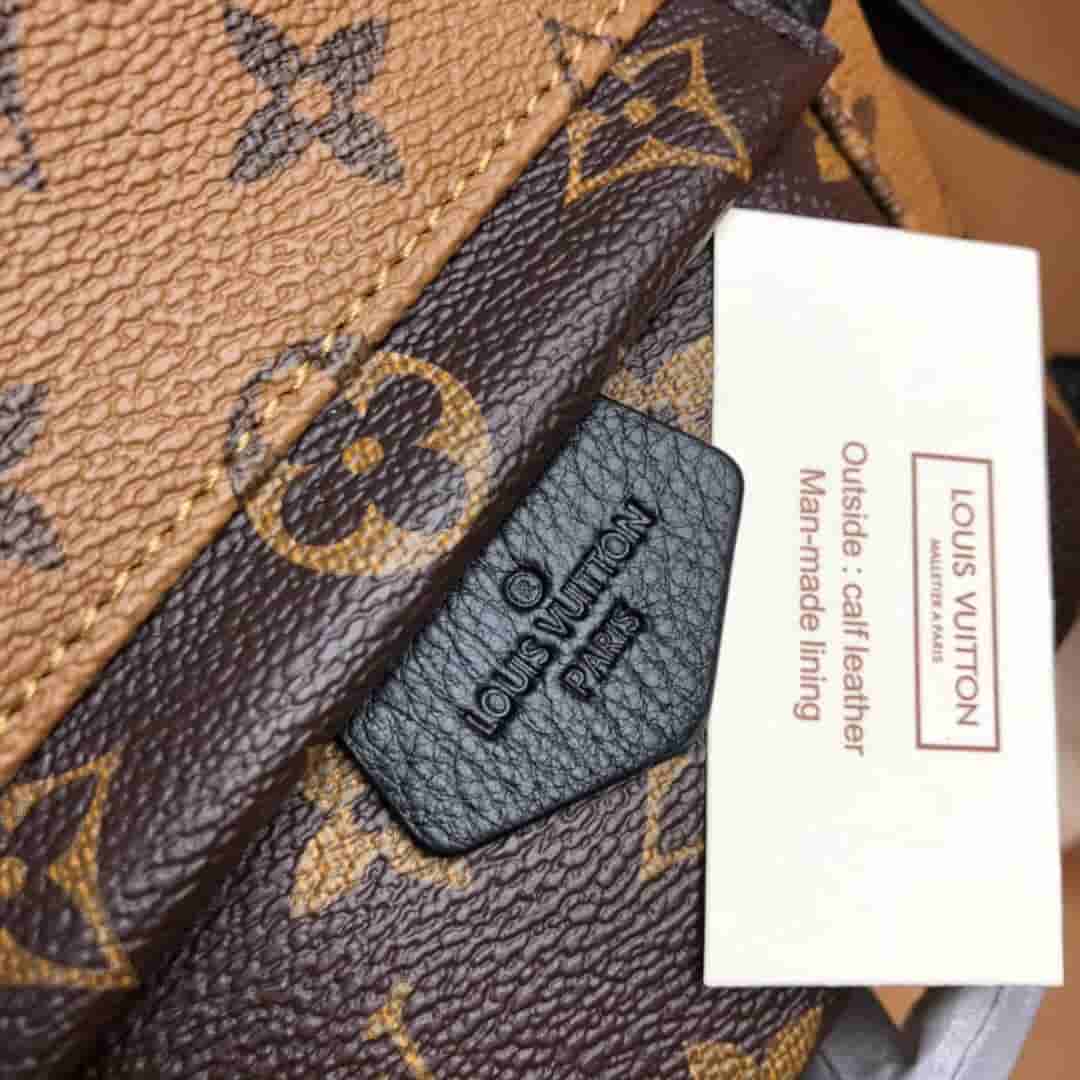 LOUIS VUITTON
PARIS
LOUIS VUITTON
MALLETIER A PARIS
Outside : calf leather
Man-made lining